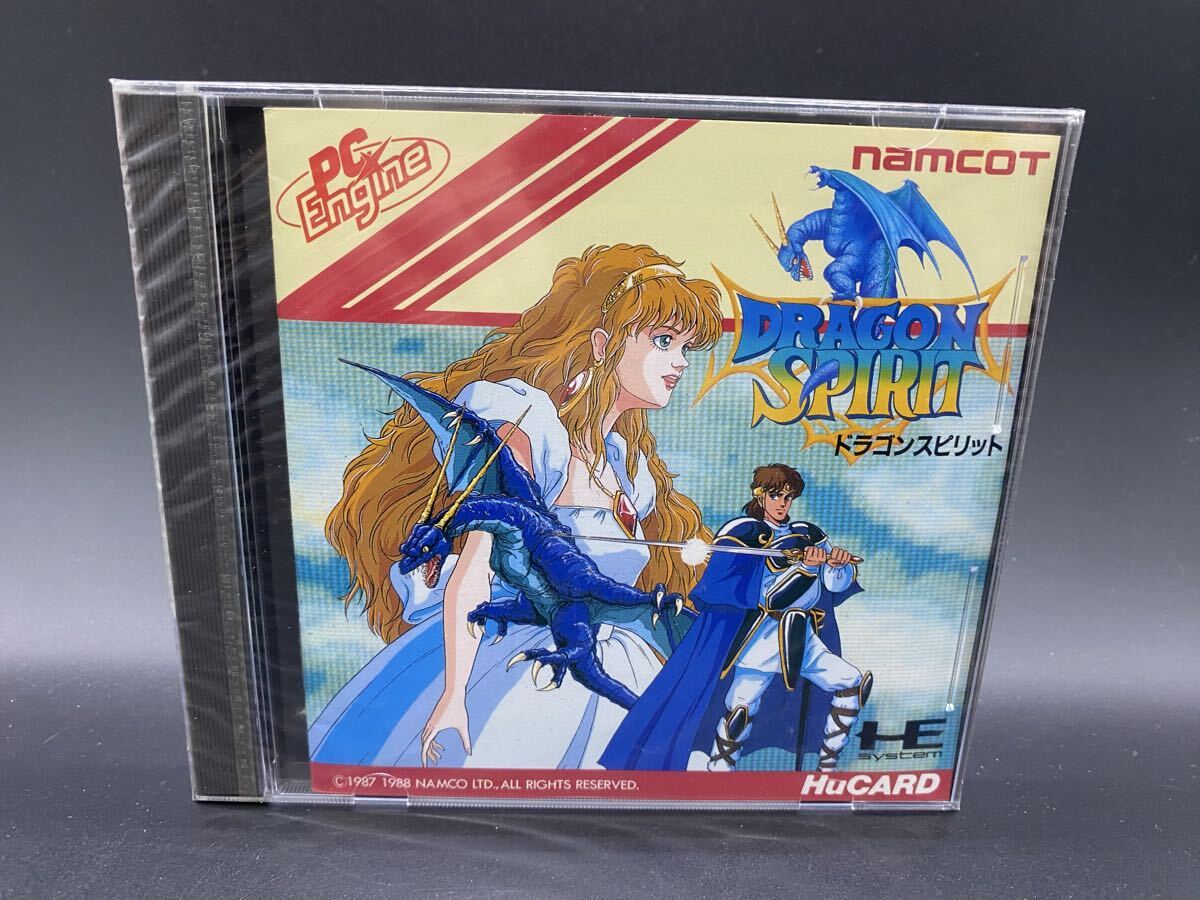 PC Engine
namcoT
DRAGON
SPIRIT
ドラゴンスピリット
HE
system
©1987 1988 NAMCO LTD., ALL RIGHTS RESERVED.
HuCARD